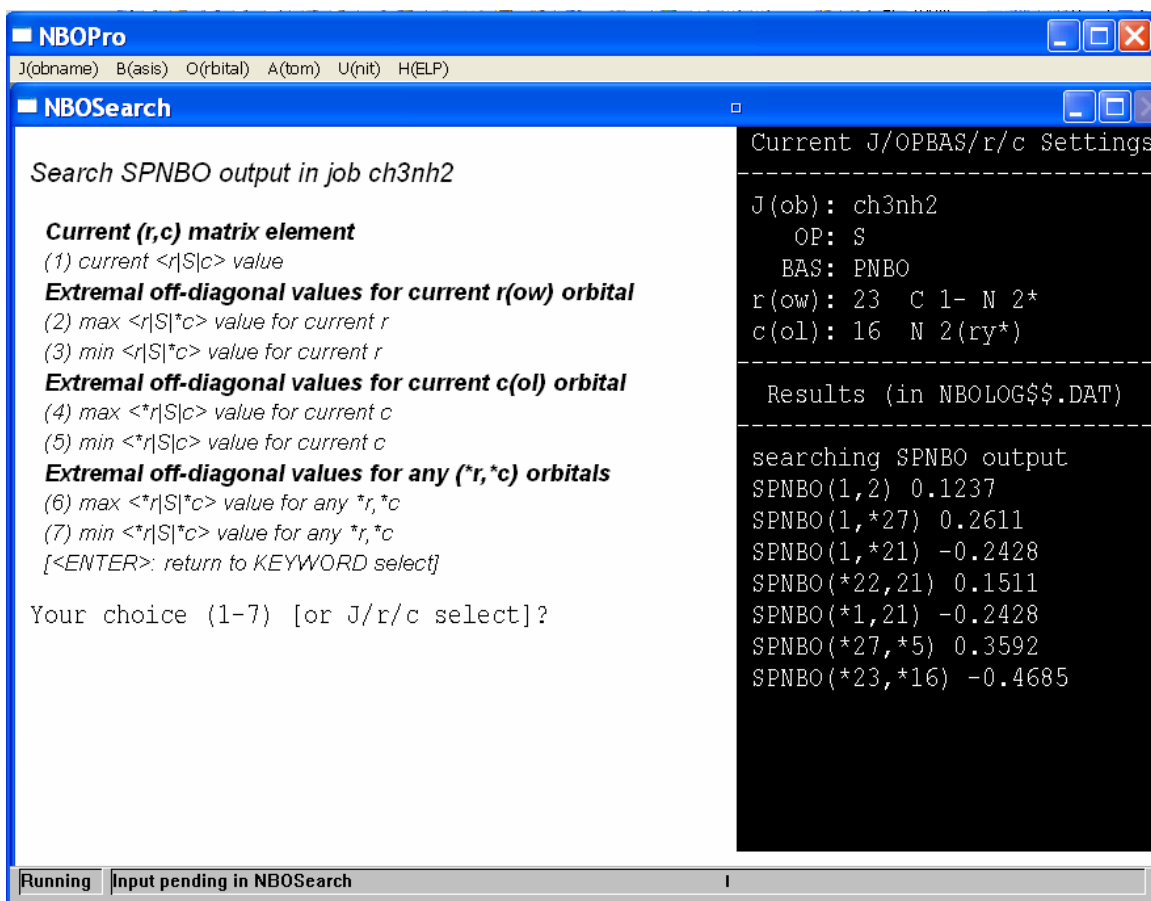 NBOPro
J(obname) B(asis) O(rbital) A(tom) U(nit) H(ELP)
NBOSearch
Search SPNBO output in job ch3nh2
Current (r,c) matrix element
(1) current <r|S|c> value
Extremal off-diagonal values for current r(ow) orbital
(2) max <r|S|*c> value for current r
(3) min <r|S|*c> value for current r
Extremal off-diagonal values for current c(ol) orbital
(4) max <*r|S|c> value for current c
(5) min <*r|S|c> value for current c
Extremal off-diagonal values for any (*r,*c) orbitals
(6) max <*r|S|*c> value for any *r,*c
(7) min <*r|S|*c> value for any *r,*c
[<ENTER>: return to KEYWORD select]
Your choice (1-7) [or J/r/c select]?
Current J/OPBAS/r/c Settings
J(ob): ch3nh2
OP: S
BAS: PNBO
r(ow): 23 C 1- N 2*
c(ol): 16 N 2(ry*)
Results (in NBOLOG$$.DAT)
searching SPNBO output
SPNBO(1,2) 0.1237
SPNBO(1,*27) 0.2611
SPNBO(1,*21) -0.2428
SPNBO(*22,21) 0.1511
SPNBO(*1,21) -0.2428
SPNBO(*27,*5) 0.3592
SPNBO(*23,*16) -0.4685
Running Input pending in NBOSearch